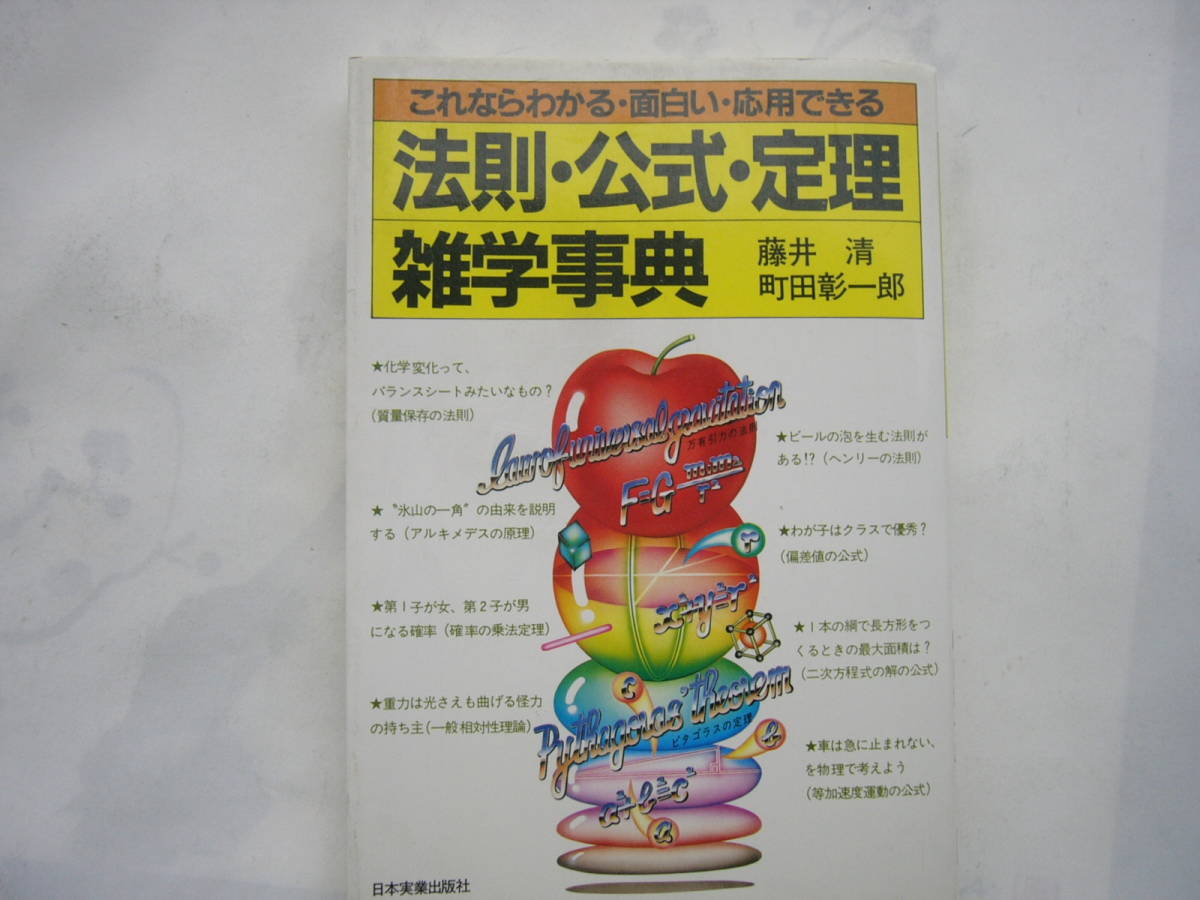 これならわかる・面白い・応用できる
法則・公式・定理
雑学事典
藤井 清
町田彰一郎
★化学変化って、
バランスシートみたいなもの?
(質量保存の法則)
★〝氷山の一角〟の由来を説明
する(アルキメデスの原理)
★第1子が女、第2子が男
になる確率(確率の乗法定理)
★重力は光さえも曲げる怪力
の持ち主(一般相対性理論)
law of universal gravitation
万有引力の法則
F=G m₁m₂/r²
r
x²+y²=r²
c
Pythagoras' theorem
ピタゴラスの定理
b
a²+b²=c²
a
★ビールの泡を生む法則が
ある!?(ヘンリーの法則)
★わが子はクラスで優秀?
(偏差値の公式)
★1本の綱で長方形をつ
くるときの最大面積は?
(二次方程式の解の公式)
★車は急に止まれない、
を物理で考えよう
(等加速度運動の公式)
日本実業出版社